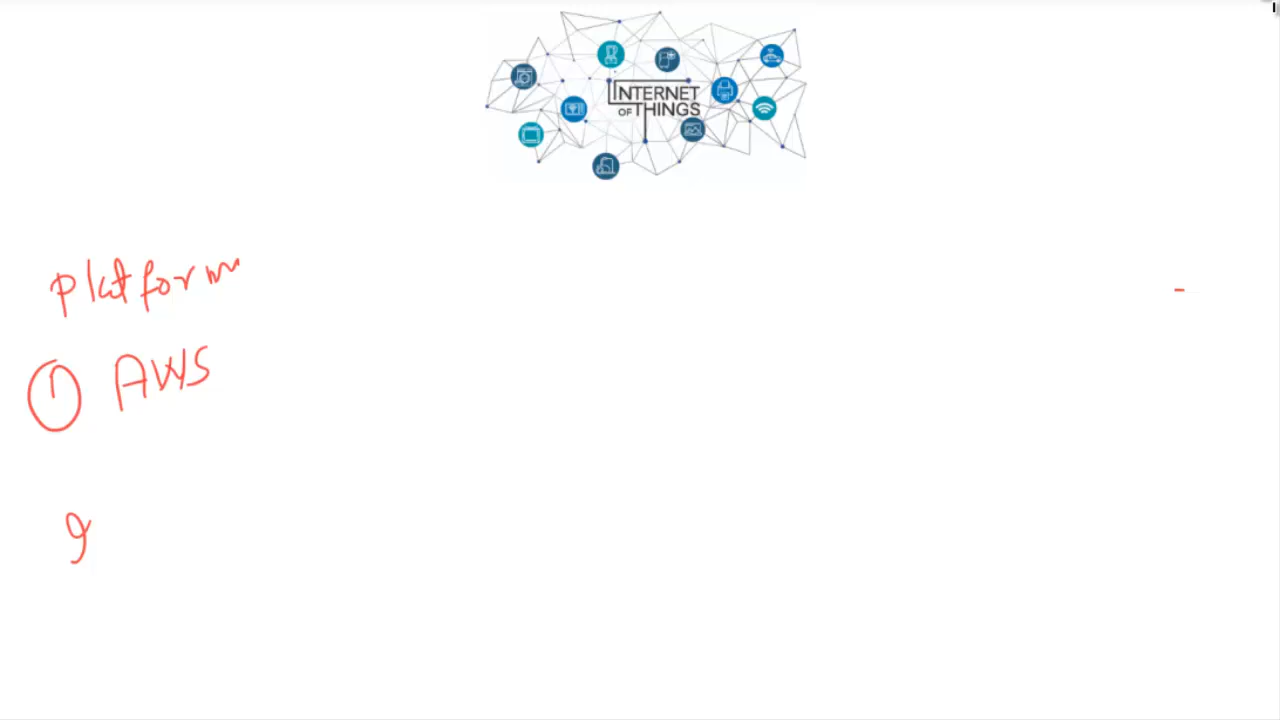 INTERNET
OF THINGS
Platform
① AWS